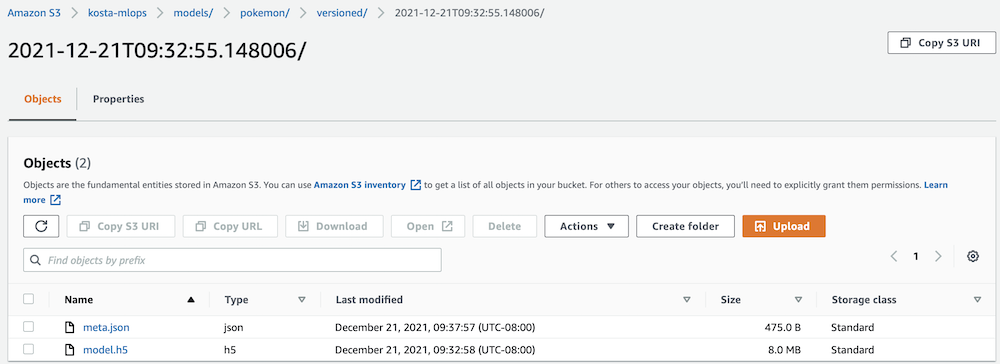 Amazon S3 > kosta-mlops > models/ > pokemon/ > versioned/ > 2021-12-21T09:32:55.148006/
2021-12-21T09:32:55.148006/
Copy S3 URI
Objects Properties
Objects (2)
Objects are the fundamental entities stored in Amazon S3. You can use Amazon S3 inventory to get a list of all objects in your bucket. For others to access your objects, you'll need to explicitly grant them permissions. Learn
more
Copy S3 URI Copy URL Download Open Delete Actions Create folder Upload
Find objects by prefix
1
Name Type Last modified Size Storage class
meta.json json December 21, 2021, 09:37:57 (UTC-08:00) 475.0 B Standard
model.h5 h5 December 21, 2021, 09:32:58 (UTC-08:00) 8.0 MB Standard